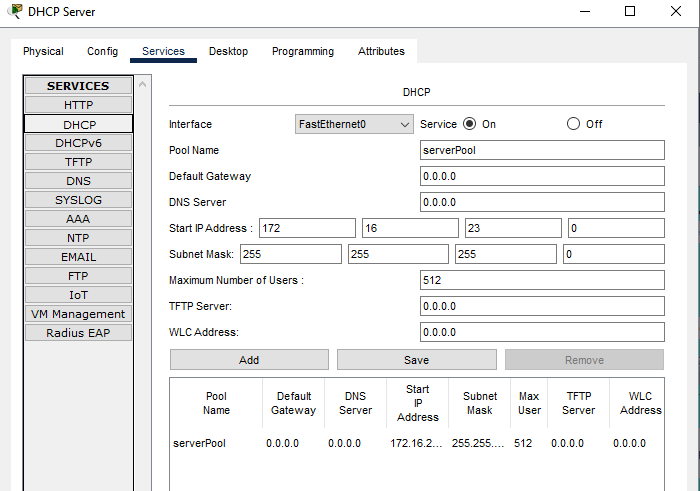 DHCP Server
Physical Config Services Desktop Programming Attributes
SERVICES
HTTP
DHCP
DHCPv6
TFTP
DNS
SYSLOG
AAA
NTP
EMAIL
FTP
IoT
VM Management
Radius EAP
DHCP
Interface FastEthernet0 Service On Off
Pool Name serverPool
Default Gateway 0.0.0.0
DNS Server 0.0.0.0
Start IP Address : 172 16 23 0
Subnet Mask: 255 255 255 0
Maximum Number of Users : 512
TFTP Server: 0.0.0.0
WLC Address: 0.0.0.0
Add Save Remove
Pool Name Default Gateway DNS Server Start IP Address Subnet Mask Max User TFTP Server WLC Address
serverPool 0.0.0.0 0.0.0.0 172.16.2... 255.255.... 512 0.0.0.0 0.0.0.0